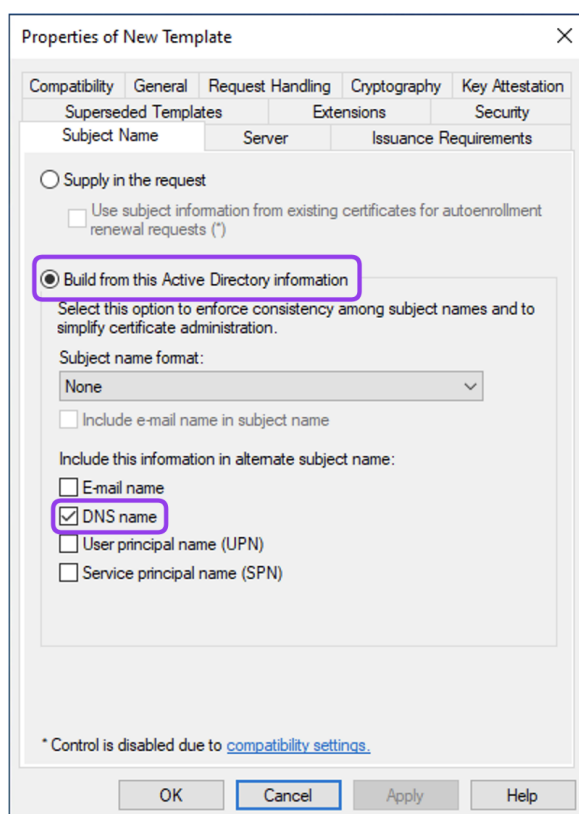 Properties of New Template
Compatibility General Request Handling Cryptography Key Attestation
Superseded Templates Extensions Security
Subject Name Server Issuance Requirements
Supply in the request
Use subject information from existing certificates for autoenrollment
renewal requests (*)
Build from this Active Directory information
Select this option to enforce consistency among subject names and to
simplify certificate administration.
Subject name format:
None
Include e-mail name in subject name
Include this information in alternate subject name:
E-mail name
DNS name
User principal name (UPN)
Service principal name (SPN)
* Control is disabled due to compatibility settings.
OK Cancel Apply Help